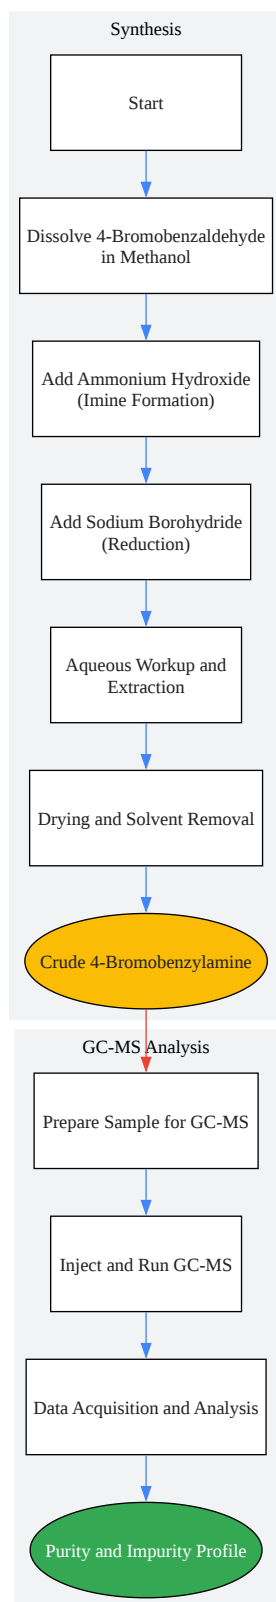 Synthesis
Start
Dissolve 4-Bromobenzaldehyde
in Methanol
Add Ammonium Hydroxide
(Imine Formation)
Add Sodium Borohydride
(Reduction)
Aqueous Workup and
Extraction
Drying and Solvent Removal
Crude 4-Bromobenzylamine
GC-MS Analysis
Prepare Sample for GC-MS
Inject and Run GC-MS
Data Acquisition and Analysis
Purity and Impurity Profile